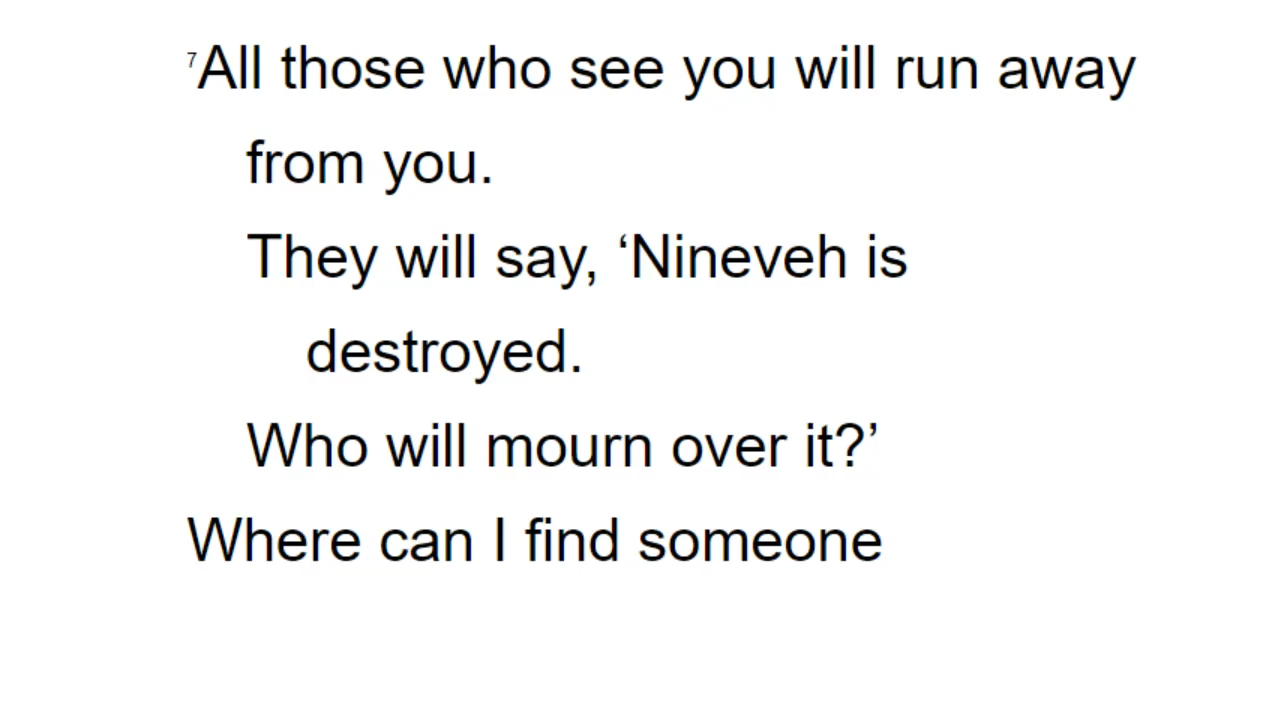 ⁷All those who see you will run away
from you.
They will say, ‘Nineveh is
destroyed.
Who will mourn over it?’
Where can I find someone